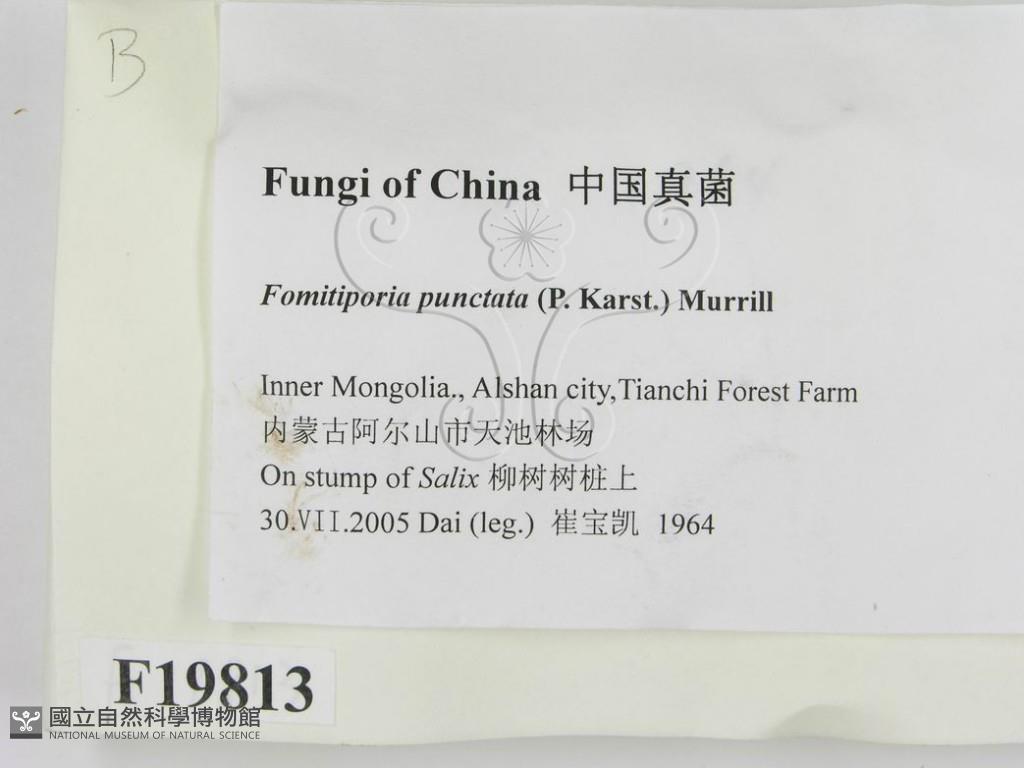 B
Fungi of China 中国真菌
Fomitiporia punctata (P. Karst.) Murrill
Inner Mongolia., Alshan city,Tianchi Forest Farm
内蒙古阿尔山市天池林场
On stump of Salix 柳树树桩上
30.VII.2005 Dai (leg.) 崔宝凯 1964
F19813
國立自然科學博物館
NATIONAL MUSEUM OF NATURAL SCIENCE